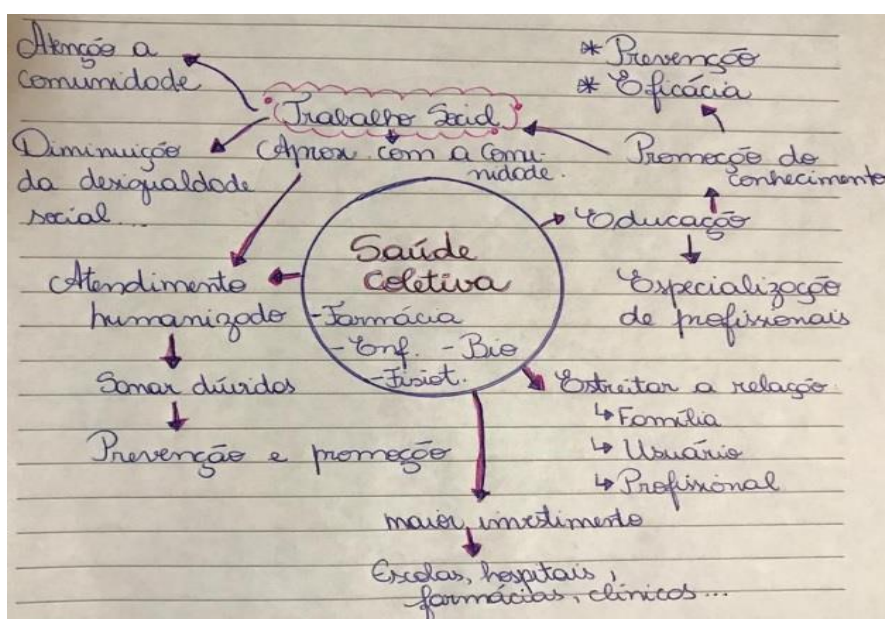 Atenção a
comunidade
* Prevenção
* Eficácia
Trabalho Social
Diminuição
da desigualdade
social...
Aprox. com a comu-
nidade.
Promoção do
conhecimento
Educação
Saúde
Coletiva
- Farmácia
- Enf. - Bio
- Fisiot.
Atendimento
humanizado
Especialização
de profissionais
Sanar dúvidas
Prevenção e promoção
Estreitar a relação
↳ Família
↳ Usuário
↳ Profissional
maior investimento
Escolas, hospitais,
farmácias, clínicas...